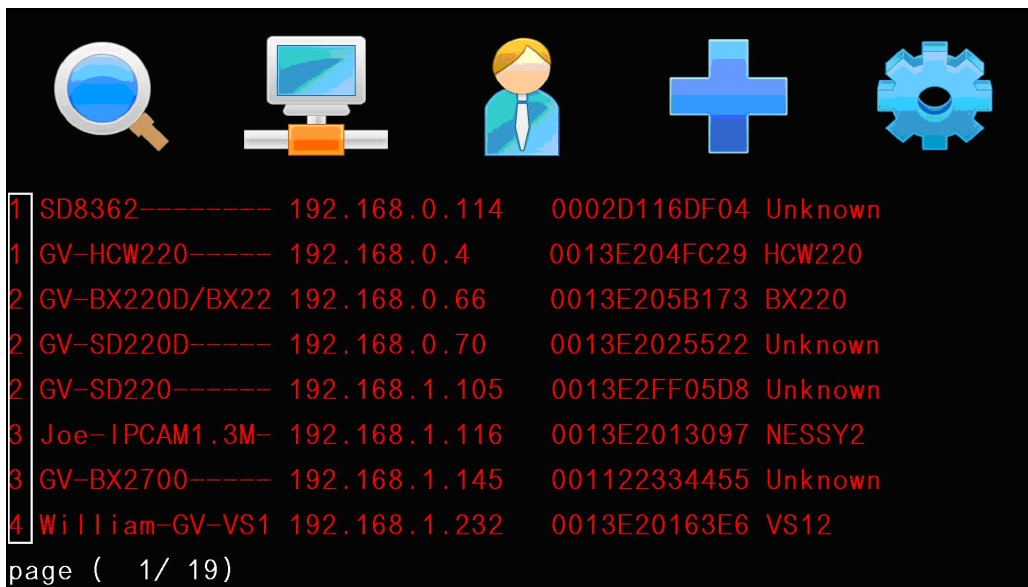 1 SD8362-------- 192.168.0.114 0002D116DF04 Unknown
1 GV-HCW220----- 192.168.0.4 0013E204FC29 HCW220
2 GV-BX220D/BX22 192.168.0.66 0013E205B173 BX220
2 GV-SD220D----- 192.168.0.70 0013E2025522 Unknown
2 GV-SD220------ 192.168.1.105 0013E2FF05D8 Unknown
3 Joe-IPCAM1.3M- 192.168.1.116 0013E2013097 NESSY2
3 GV-BX2700----- 192.168.1.145 001122334455 Unknown
4 William-GV-VS1 192.168.1.232 0013E20163E6 VS12
page ( 1/ 19)